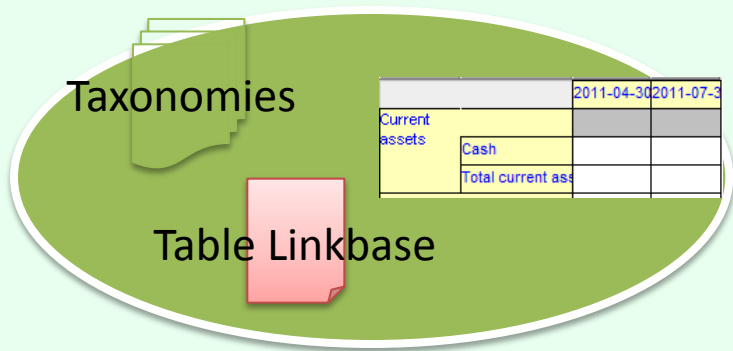 Taxonomies
2011-04-30 2011-07-3
Current
assets
Cash
Total current ass
Table Linkbase